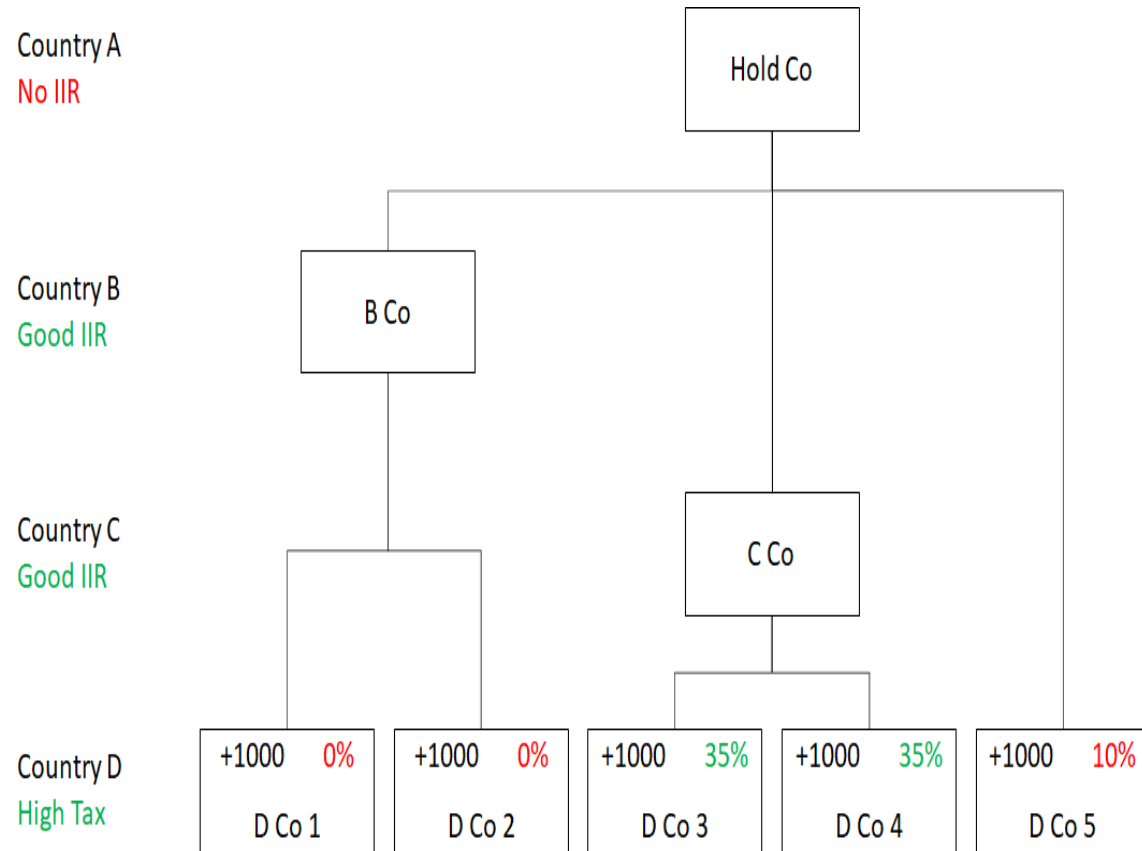 Country A
No IIR
Hold Co
Country B
Good IIR
B Co
Country C
Good IIR
C Co
Country D
High Tax
+1000 0%
D Co 1
+1000 0%
D Co 2
+1000 35%
D Co 3
+1000 35%
D Co 4
+1000 10%
D Co 5